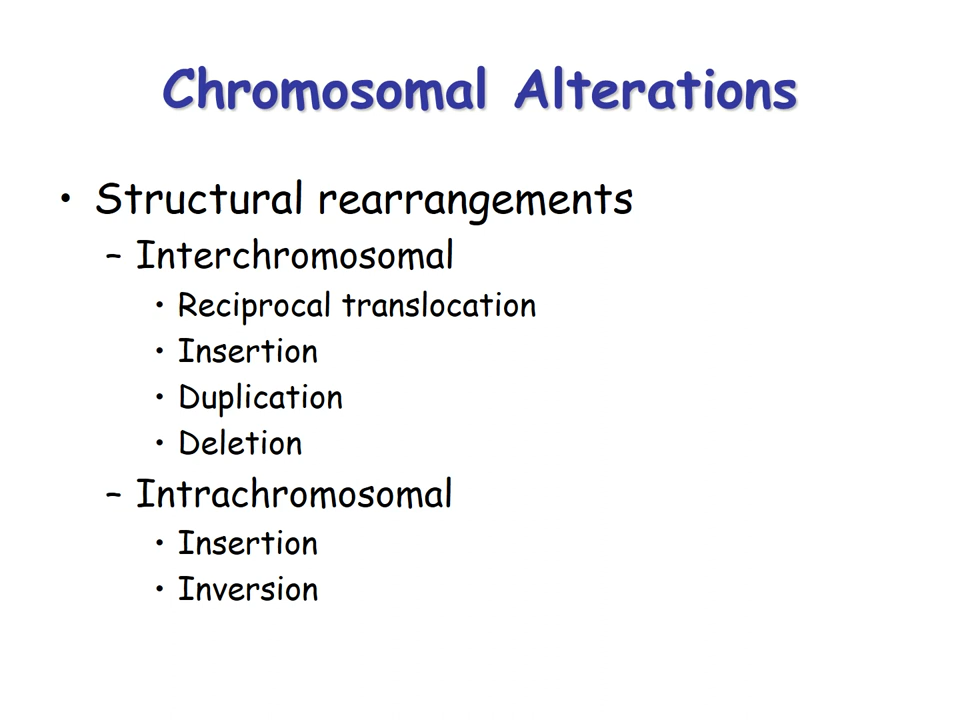 Chromosomal Alterations
• Structural rearrangements
– Interchromosomal
• Reciprocal translocation
• Insertion
• Duplication
• Deletion
– Intrachromosomal
• Insertion
• Inversion